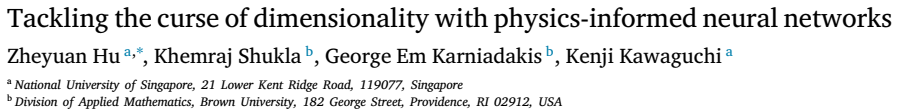 Tackling the curse of dimensionality with physics-informed neural networks
Zheyuan Hu a,*, Khemraj Shukla b, George Em Karniadakis b, Kenji Kawaguchi a
a National University of Singapore, 21 Lower Kent Ridge Road, 119077, Singapore
b Division of Applied Mathematics, Brown University, 182 George Street, Providence, RI 02912, USA